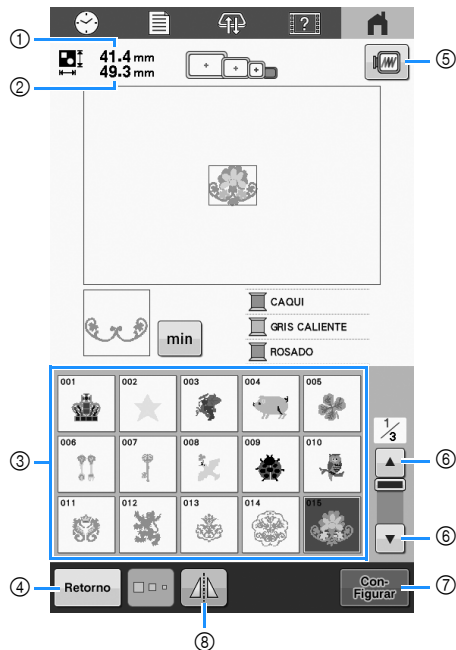 ①
41.4 mm
②
49.3 mm
⑤
min
CAQUI
GRIS CALIENTE
ROSADO
③
001 002 003 004 005
006 007 008 009 010
011 012 013 014 015
1/3
⑥
⑥
④
Retorno
Con-
Figurar
⑦
⑧